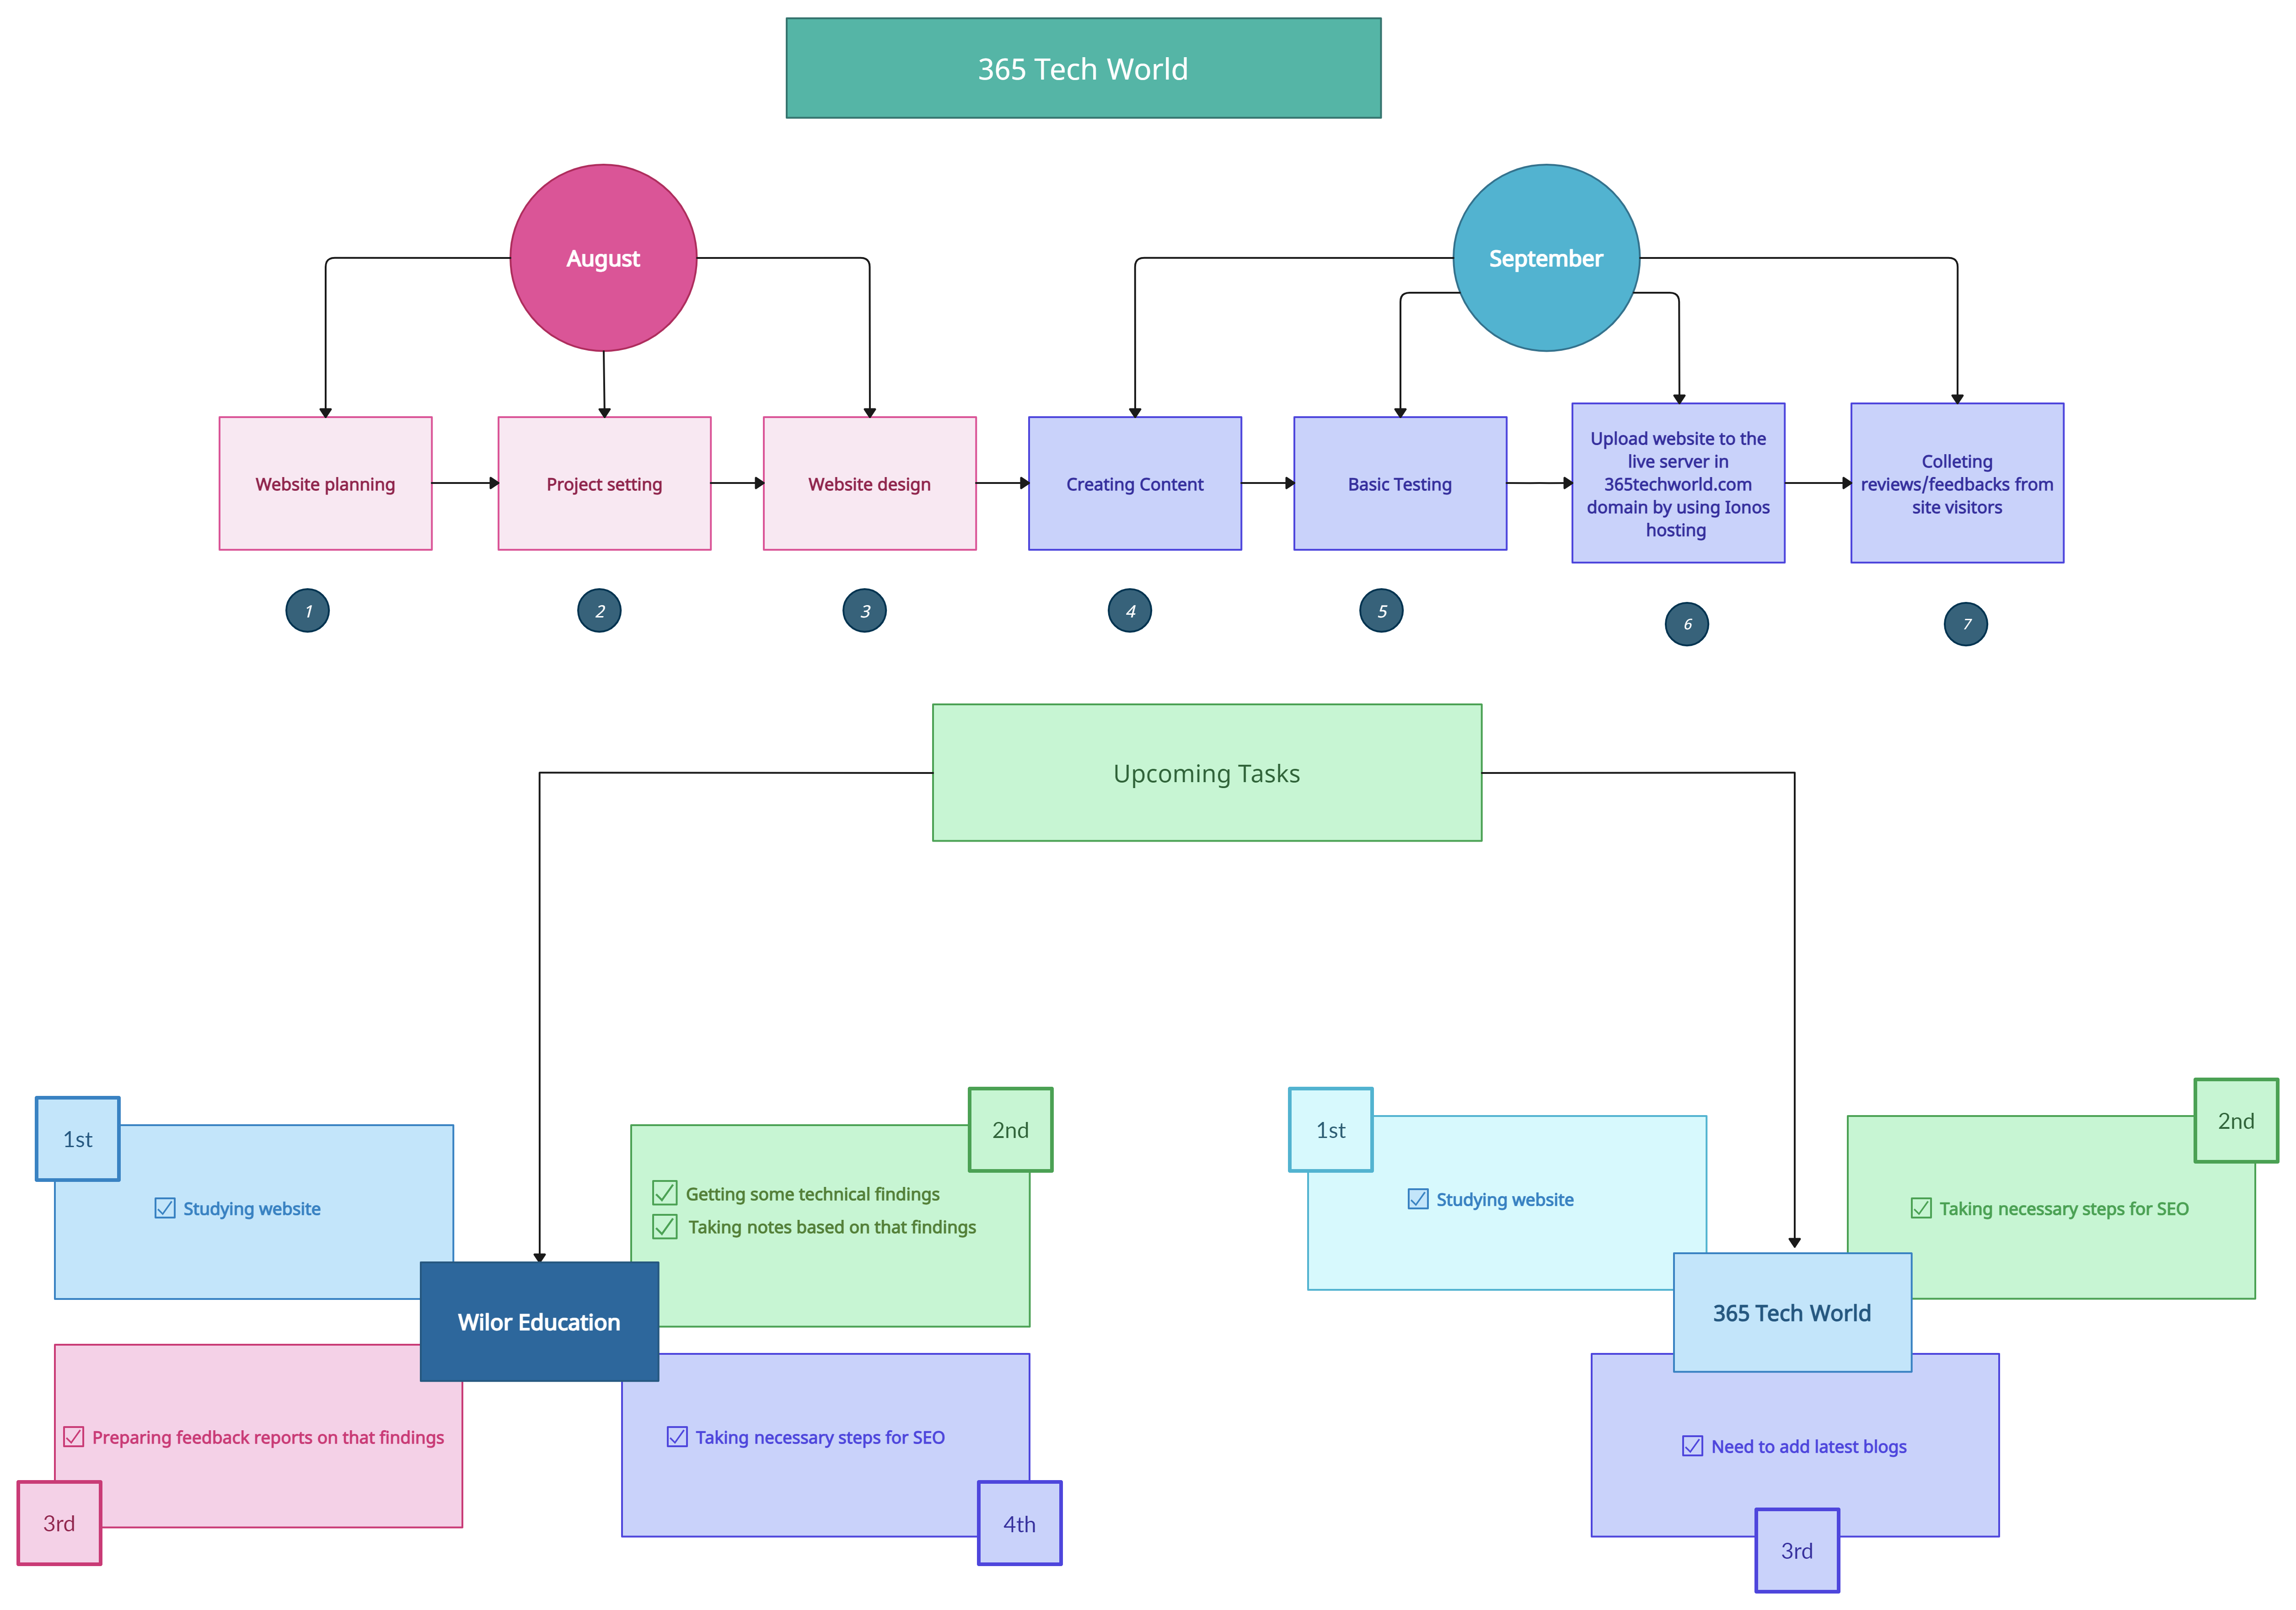 365 Tech World
August
September
Website planning
Project setting
Website design
Creating Content
Basic Testing
Upload website to the
live server in
365techworld.com
domain by using Ionos
hosting
Colleting
reviews/feedbacks from
site visitors
1
2
3
4
5
6
7
Upcoming Tasks
1st
Studying website
2nd
Getting some technical findings
Taking notes based on that findings
Wilor Education
Preparing feedback reports on that findings
3rd
Taking necessary steps for SEO
4th
1st
Studying website
2nd
Taking necessary steps for SEO
365 Tech World
Need to add latest blogs
3rd